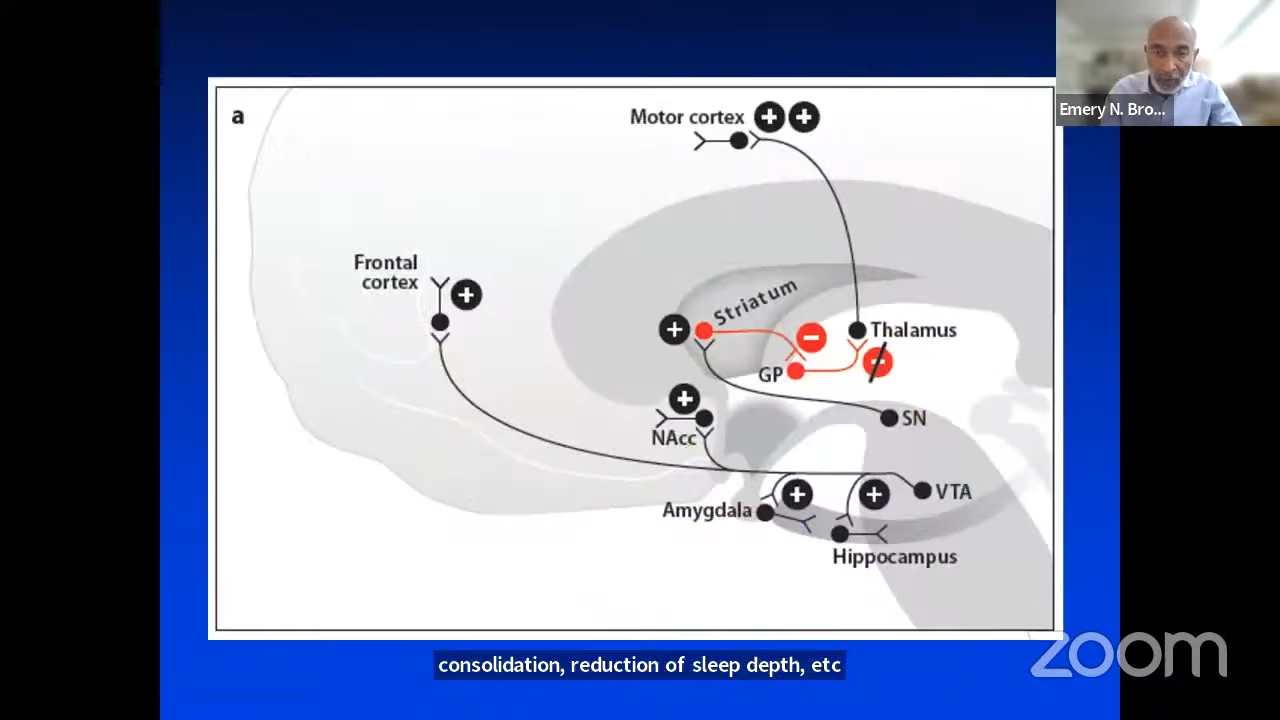 a
Motor cortex
Emery N. Bro...
Frontal
cortex
Striatum
Thalamus
GP
SN
NAcc
VTA
Amygdala
Hippocampus
consolidation, reduction of sleep depth, etc
zoom